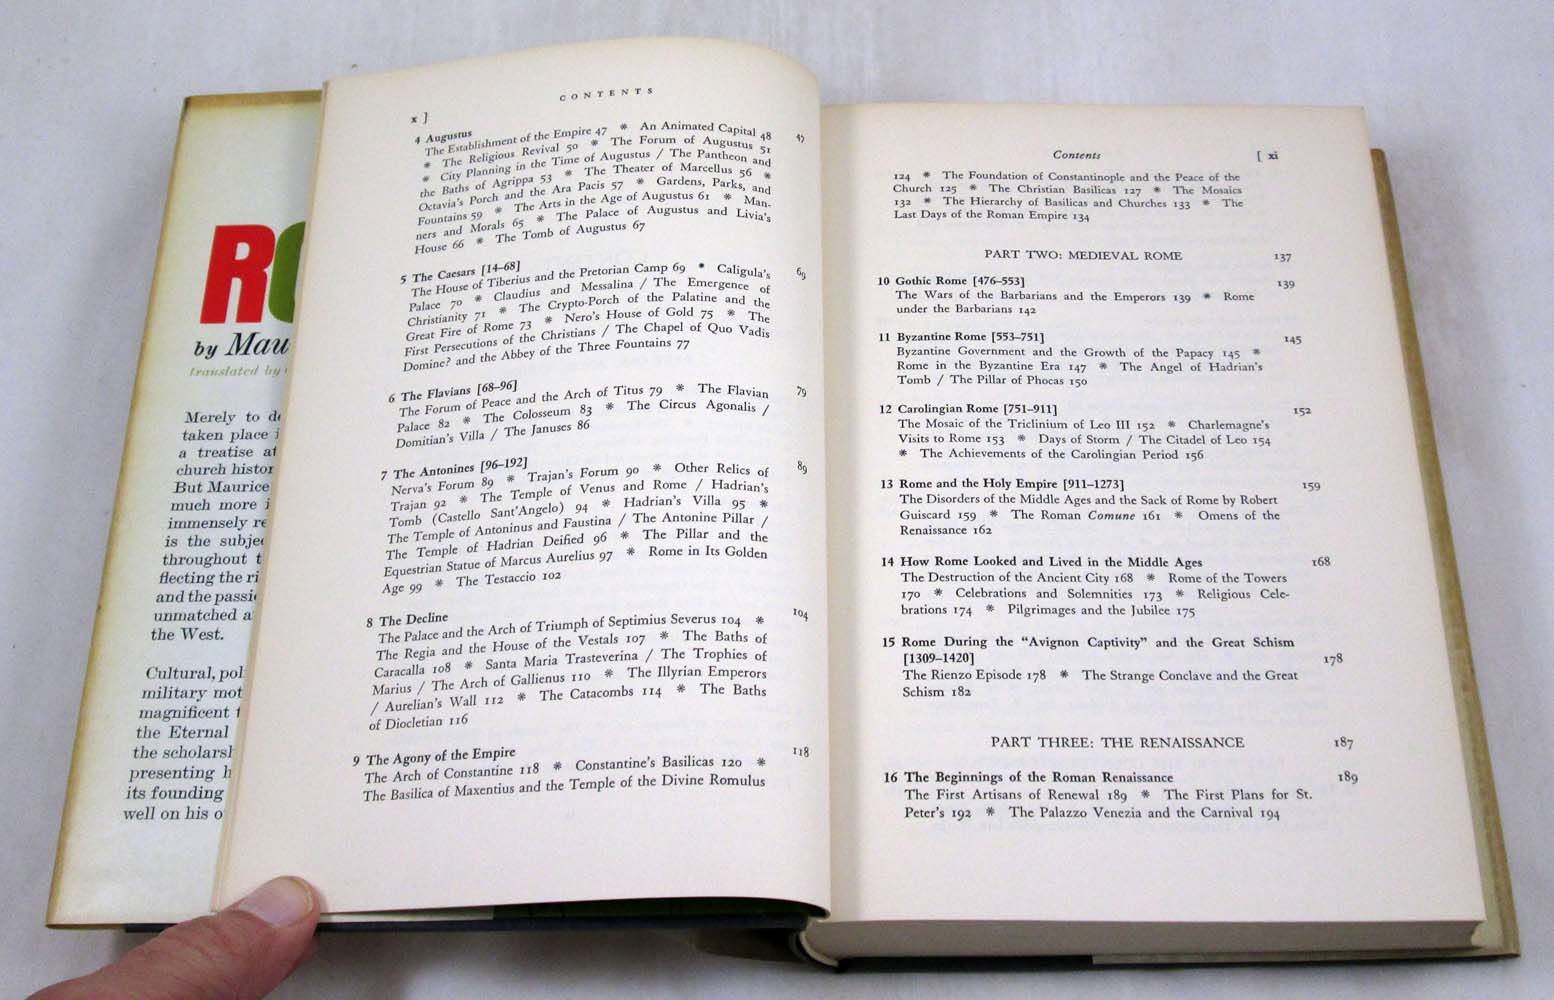 RO
by Mau
translated by
Merely to de
taken place i
a treatise at
church histor
But Maurice
much more i
immensely re
is the subje
throughout t
flecting the ri
and the passi
unmatched a
the West.
Cultural, pol
military mot
magnificent t
the Eternal
the scholarsh
presenting h
its founding
well on his o
CONTENTS
x ]
4 Augustus 47
The Establishment of the Empire 47 * An Animated Capital 48
* The Religious Revival 50 * The Forum of Augustus 51
* City Planning in the Time of Augustus / The Pantheon and
the Baths of Agrippa 53 * The Theater of Marcellus 56 *
Octavia's Porch and the Ara Pacis 57 * Gardens, Parks, and
Fountains 59 * The Arts in the Age of Augustus 61 * Man-
ners and Morals 65 * The Palace of Augustus and Livia's
House 66 * The Tomb of Augustus 67
5 The Caesars [14–68] 69
The House of Tiberius and the Pretorian Camp 69 * Caligula's
Palace 70 * Claudius and Messalina / The Emergence of
Christianity 71 * The Crypto-Porch of the Palatine and the
Great Fire of Rome 73 * Nero's House of Gold 75 * The
First Persecutions of the Christians / The Chapel of Quo Vadis
Domine? and the Abbey of the Three Fountains 77
6 The Flavians [68–96] 79
The Forum of Peace and the Arch of Titus 79 * The Flavian
Palace 82 * The Colosseum 83 * The Circus Agonalis /
Domitian's Villa / The Januses 86
7 The Antonines [96–192] 89
Nerva's Forum 89 * Trajan's Forum 90 * Other Relics of
Trajan 92 * The Temple of Venus and Rome / Hadrian's
Tomb (Castello Sant'Angelo) 94 * Hadrian's Villa 95 *
The Temple of Antoninus and Faustina / The Antonine Pillar /
The Temple of Hadrian Deified 96 * The Pillar and the
Equestrian Statue of Marcus Aurelius 97 * Rome in Its Golden
Age 99 * The Testaccio 102
8 The Decline 104
The Palace and the Arch of Triumph of Septimius Severus 104 *
The Regia and the House of the Vestals 107 * The Baths of
Caracalla 108 * Santa Maria Trasteverina / The Trophies of
Marius / The Arch of Gallienus 110 * The Illyrian Emperors
/ Aurelian's Wall 112 * The Catacombs 114 * The Baths
of Diocletian 116
9 The Agony of the Empire 118
The Arch of Constantine 118 * Constantine's Basilicas 120 *
The Basilica of Maxentius and the Temple of the Divine Romulus
Contents [ xi
124 * The Foundation of Constantinople and the Peace of the
Church 125 * The Christian Basilicas 127 * The Mosaics
132 * The Hierarchy of Basilicas and Churches 133 * The
Last Days of the Roman Empire 134
PART TWO: MEDIEVAL ROME 137
10 Gothic Rome [476–553] 139
The Wars of the Barbarians and the Emperors 139 * Rome
under the Barbarians 142
11 Byzantine Rome [553–751] 145
Byzantine Government and the Growth of the Papacy 145 *
Rome in the Byzantine Era 147 * The Angel of Hadrian's
Tomb / The Pillar of Phocas 150
12 Carolingian Rome [751–911] 152
The Mosaic of the Triclinium of Leo III 152 * Charlemagne's
Visits to Rome 153 * Days of Storm / The Citadel of Leo 154
* The Achievements of the Carolingian Period 156
13 Rome and the Holy Empire [911–1273] 159
The Disorders of the Middle Ages and the Sack of Rome by Robert
Guiscard 159 * The Roman Comune 161 * Omens of the
Renaissance 162
14 How Rome Looked and Lived in the Middle Ages 168
The Destruction of the Ancient City 168 * Rome of the Towers
170 * Celebrations and Solemnities 173 * Religious Cele-
brations 174 * Pilgrimages and the Jubilee 175
15 Rome During the "Avignon Captivity" and the Great Schism
[1309–1420] 178
The Rienzo Episode 178 * The Strange Conclave and the Great
Schism 182
PART THREE: THE RENAISSANCE 187
16 The Beginnings of the Roman Renaissance 189
The First Artisans of Renewal 189 * The First Plans for St.
Peter's 192 * The Palazzo Venezia and the Carnival 194